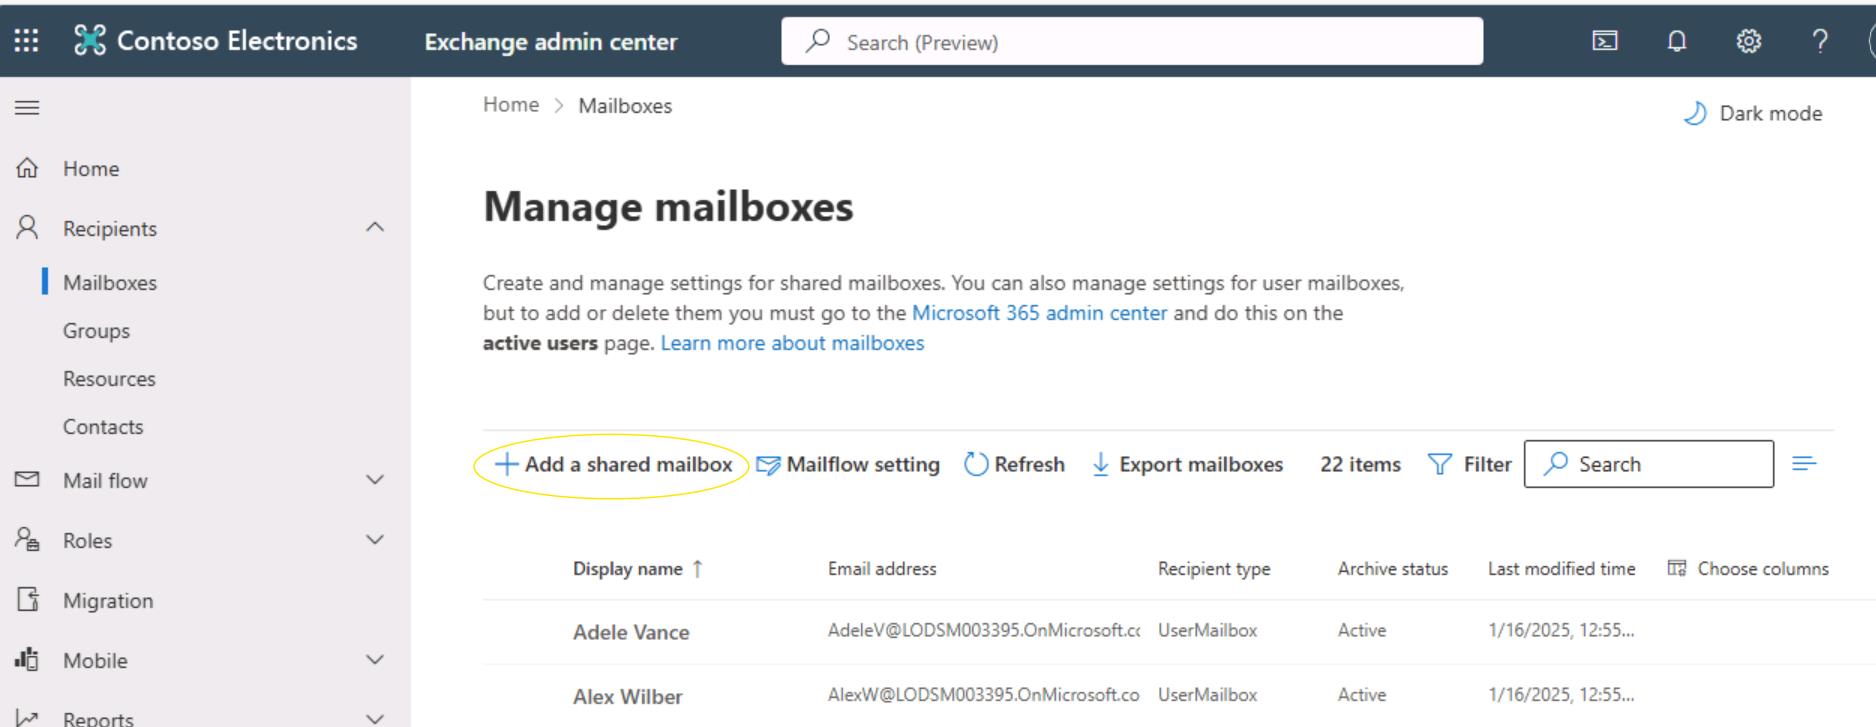 Contoso Electronics Exchange admin center Search (Preview) ?
Home > Mailboxes
Dark mode
Home
Recipients
Mailboxes
Groups
Resources
Contacts
Mail flow
Roles
Migration
Mobile
Reports
Manage mailboxes
Create and manage settings for shared mailboxes. You can also manage settings for user mailboxes,
but to add or delete them you must go to the Microsoft 365 admin center and do this on the
active users page. Learn more about mailboxes
Add a shared mailbox Mailflow setting Refresh Export mailboxes 22 items Filter Search
Display name ↑ Email address Recipient type Archive status Last modified time Choose columns
Adele Vance AdeleV@LODSM003395.OnMicrosoft.cc UserMailbox Active 1/16/2025, 12:55...
Alex Wilber AlexW@LODSM003395.OnMicrosoft.co UserMailbox Active 1/16/2025, 12:55...